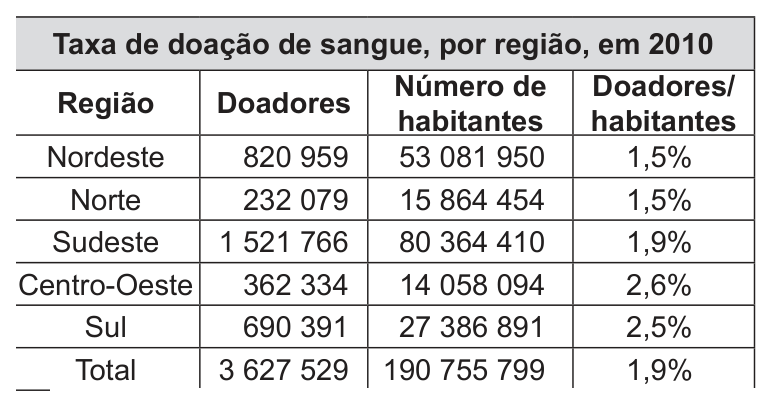 Taxa de doação de sangue, por região, em 2010
Região Doadores Número de habitantes Doadores/ habitantes
Nordeste 820 959 53 081 950 1,5%
Norte 232 079 15 864 454 1,5%
Sudeste 1 521 766 80 364 410 1,9%
Centro-Oeste 362 334 14 058 094 2,6%
Sul 690 391 27 386 891 2,5%
Total 3 627 529 190 755 799 1,9%